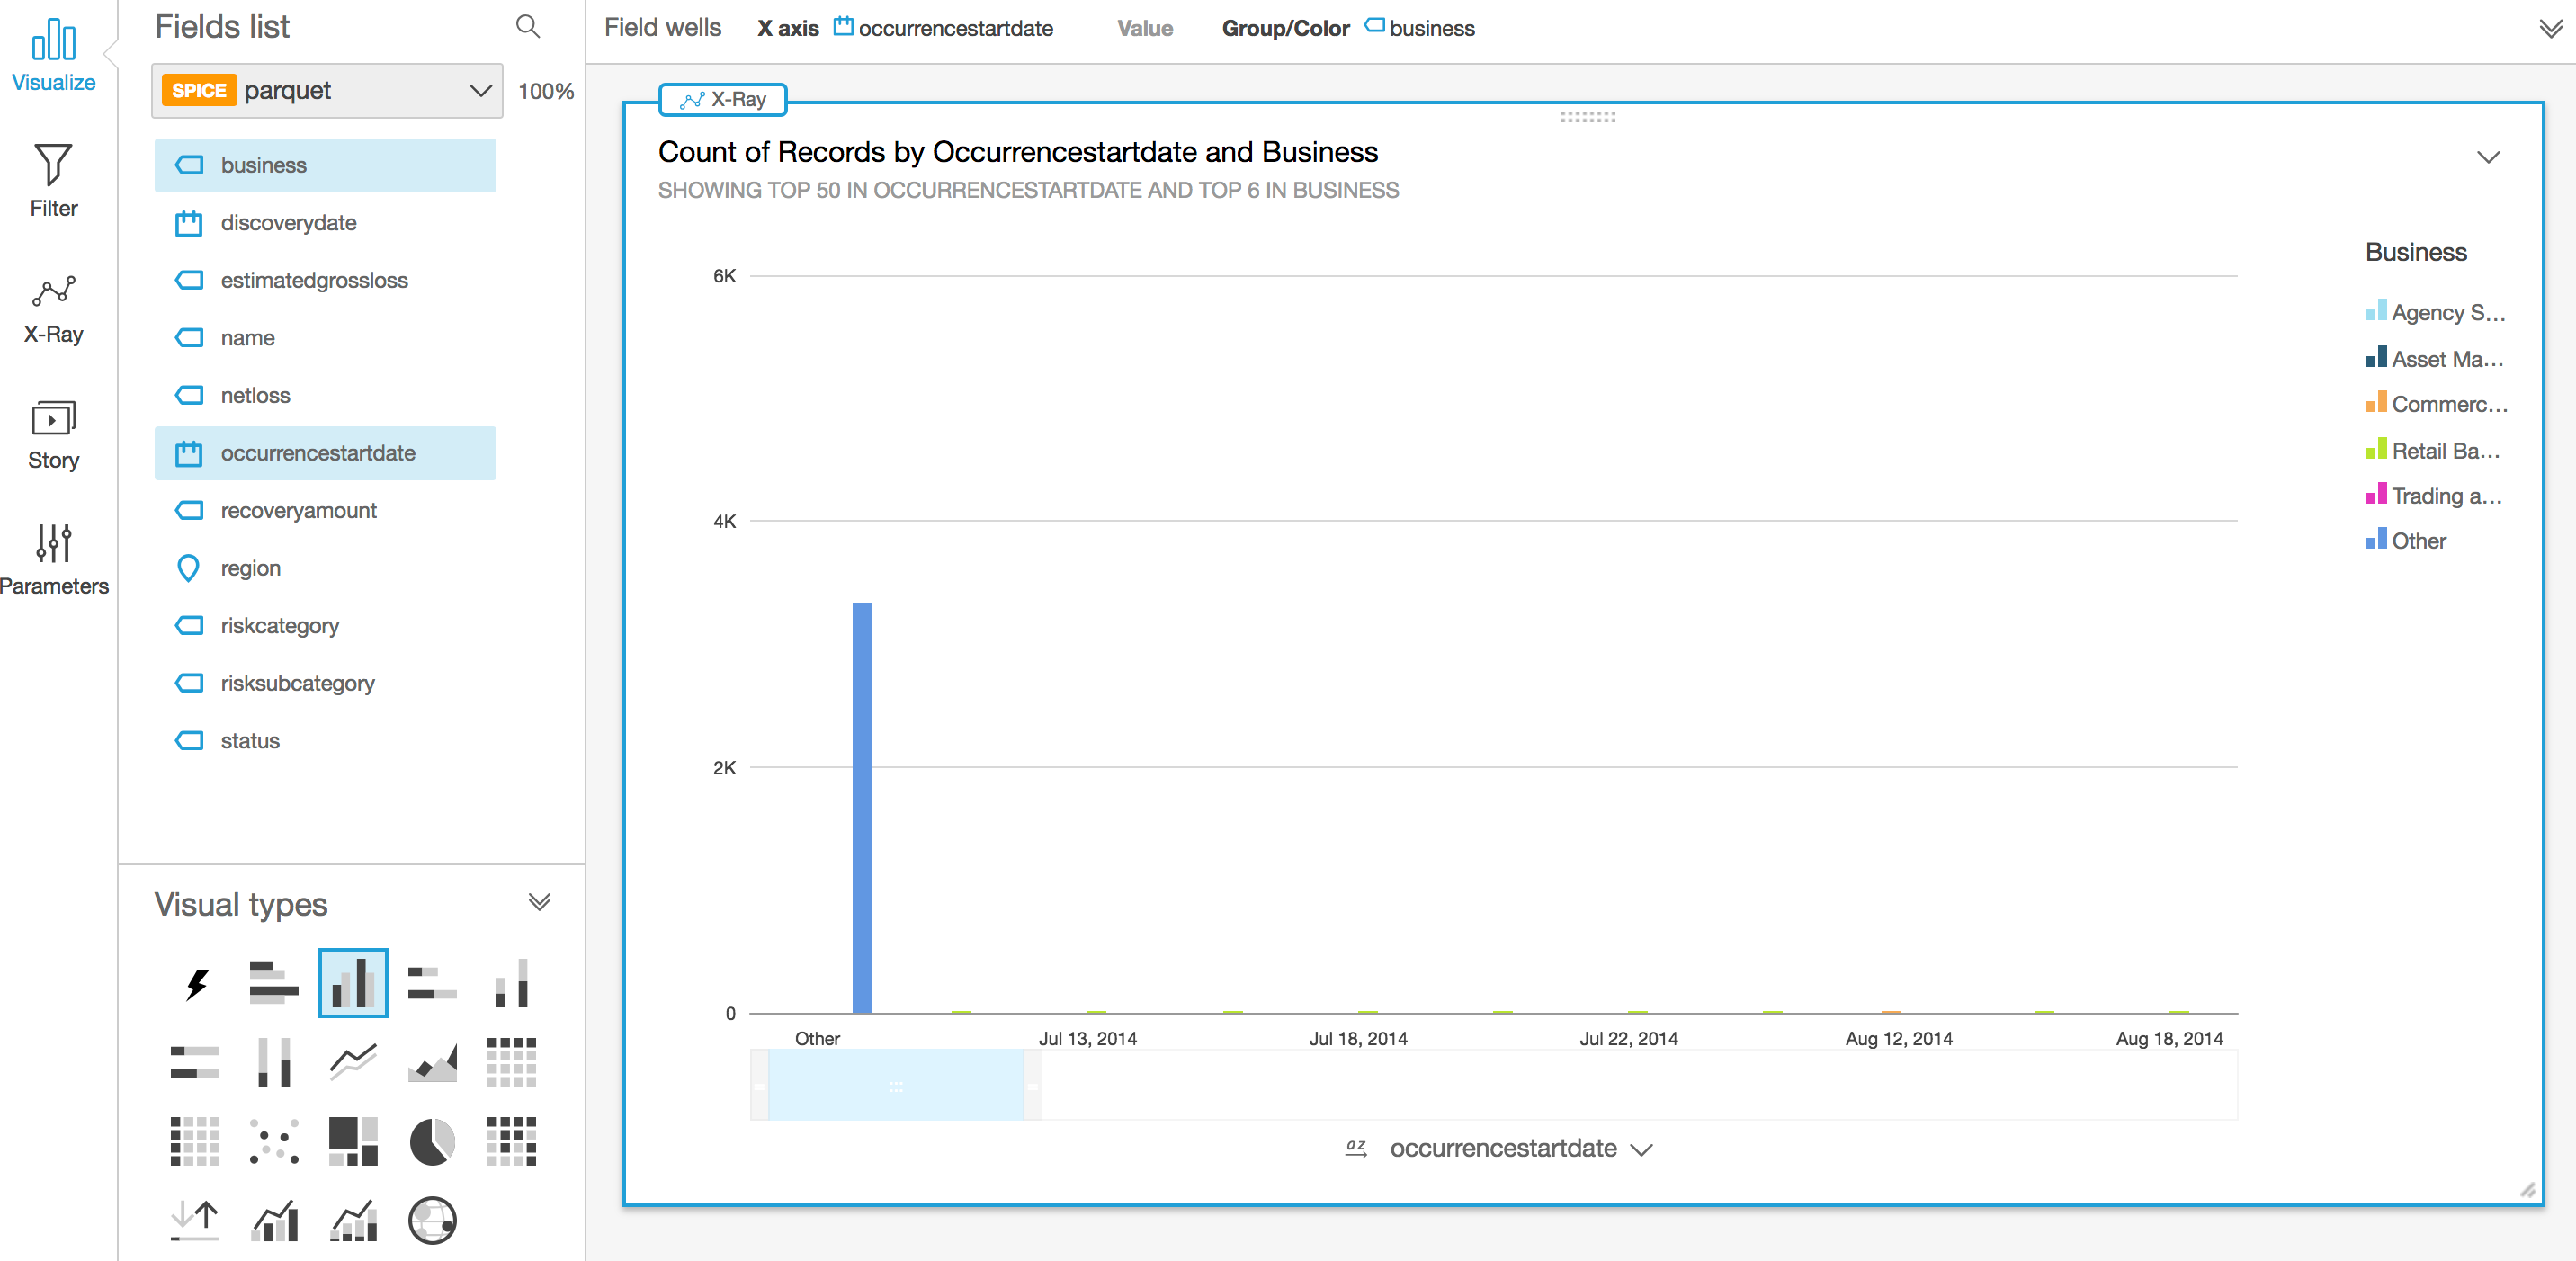 Visualize
Filter
X-Ray
Story
Parameters
Fields list
SPICE parquet 100%
business
discoverydate
estimatedgrossloss
name
netloss
occurrencestartdate
recoveryamount
region
riskcategory
risksubcategory
status
Visual types
Field wells X axis occurrencestartdate Value Group/Color business
X-Ray
Count of Records by Occurrencestartdate and Business
SHOWING TOP 50 IN OCCURRENCESTARTDATE AND TOP 6 IN BUSINESS
6K
4K
2K
0
Other Jul 13, 2014 Jul 18, 2014 Jul 22, 2014 Aug 12, 2014 Aug 18, 2014
az occurrencestartdate
Business
Agency S...
Asset Ma...
Commerc...
Retail Ba...
Trading a...
Other